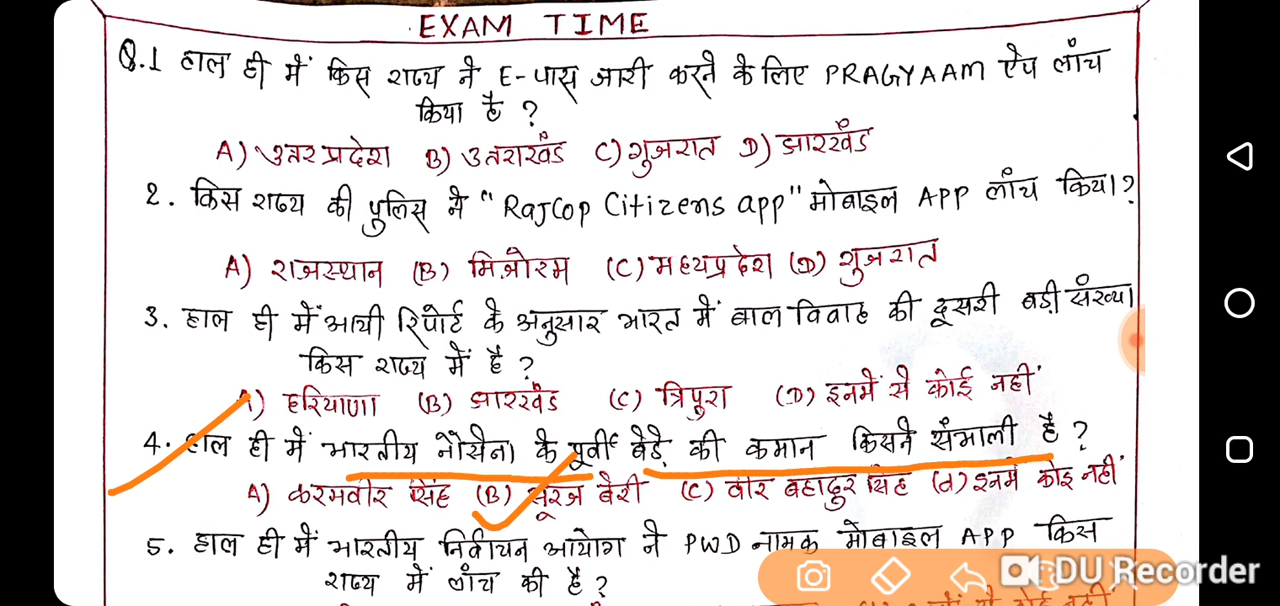 EXAM TIME
Q.1 हाल ही में किस राज्य ने E-पास जारी करने के लिए PRAGYAAM ऐप लाँच
किया है ?
A) उत्तर प्रदेश B) उतराखंड C) गुजरात D) झारखंड
2. किस राज्य की पुलिस ने "RajCop Citizens app" मोबाइल APP लाँच किया ?
A) राजस्थान (B) मिजोरम (C) मध्यप्रदेश (D) गुजरात
3. हाल ही में आयी रिपोर्ट के अनुसार भारत में बाल विवाह की दूसरी बड़ी संख्या
किस राज्य में है ?
A) हरियाणा (B) झारखंड (C) त्रिपुरा (D) इनमें से कोई नहीं
4. हाल ही में भारतीय नौसेना के पूर्वी बेड़े की कमान किसने संभाली है ?
A) करमवीर सिंह (B) सूरज बेरी (C) वीर बहादुर सिंह (d) इनमे कोइ नहीं
5. हाल ही में भारतीय निर्वाचन आयोग ने PWD नामक मोबाइल APP किस
राज्य में लाँच की है ?
DU Recorder